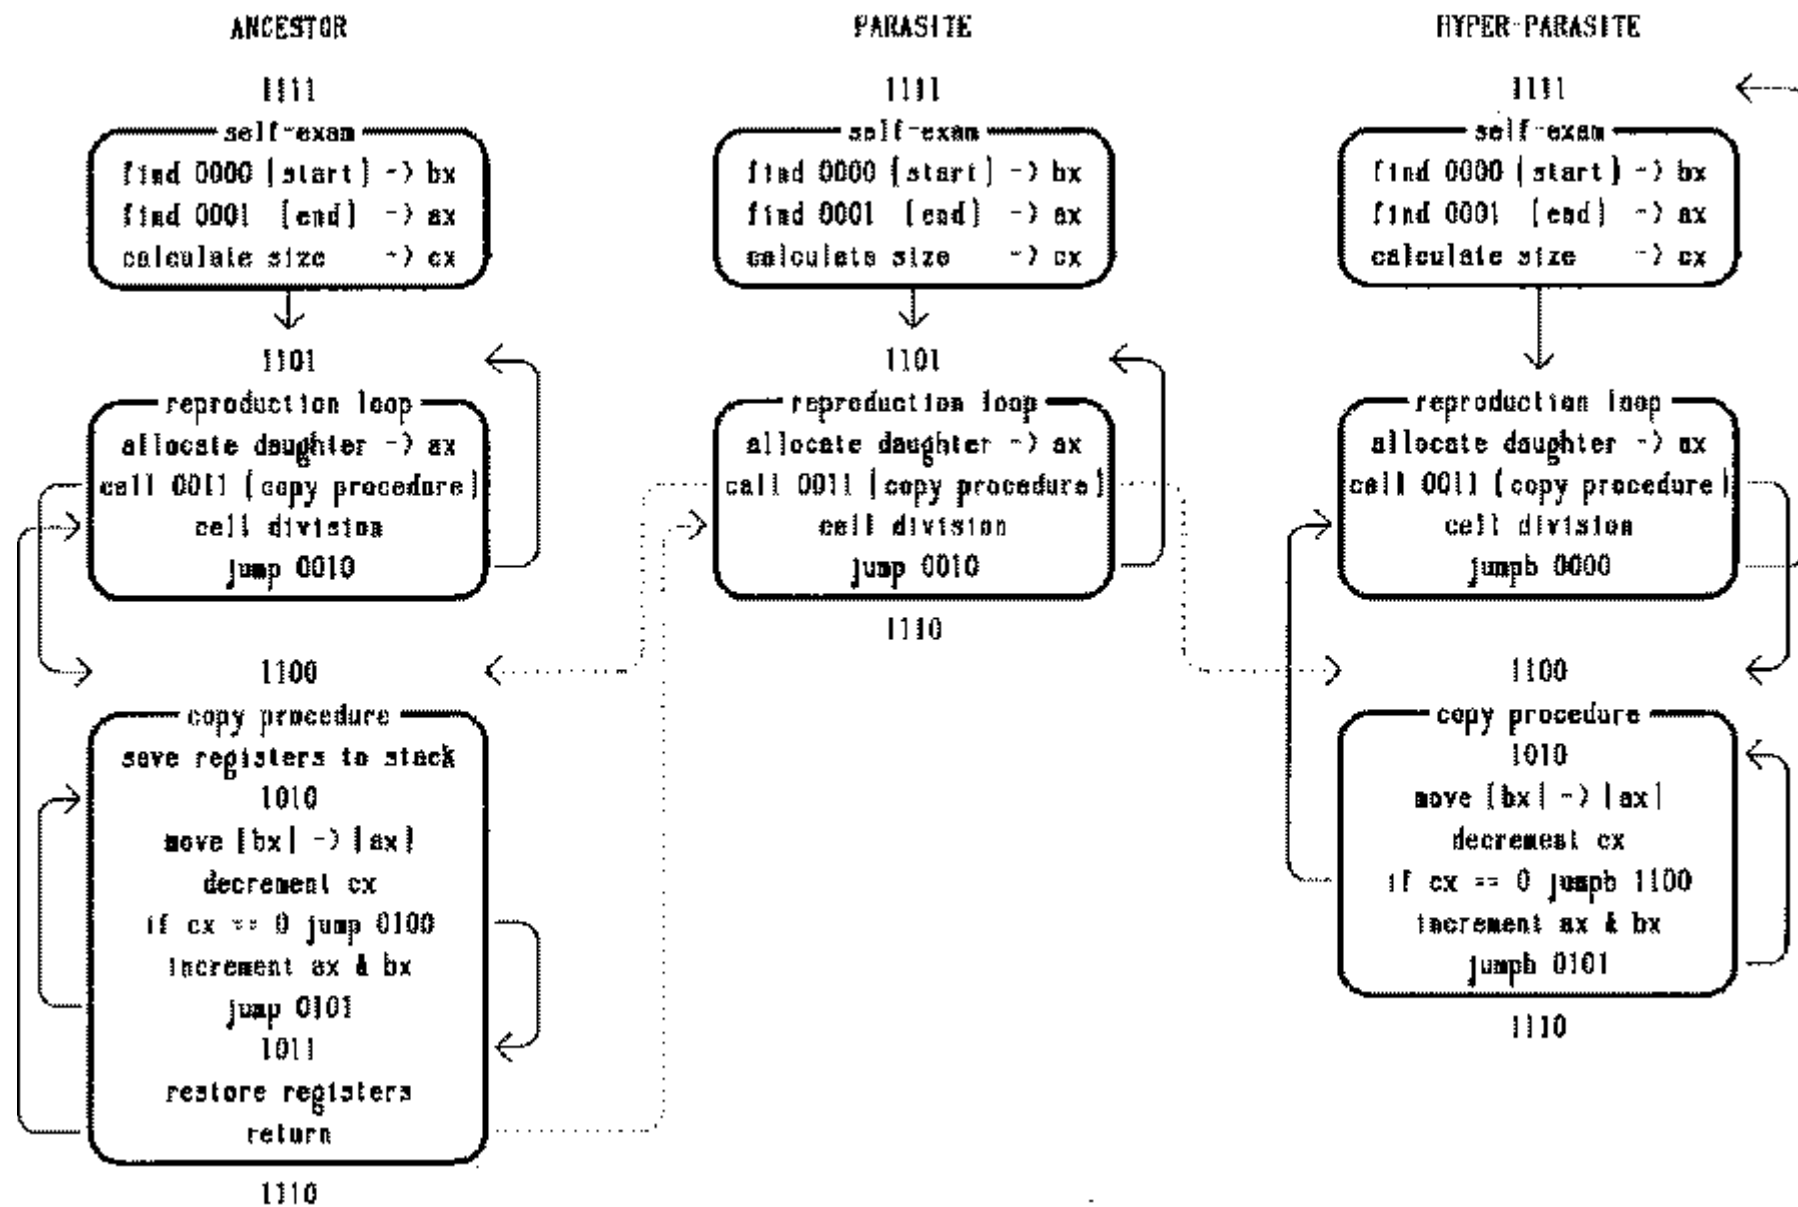 ANCESTOR
1111
self-exam
find 0000 [start] -> bx
find 0001 [end] -> ax
calculate size -> cx
1101
reproduction loop
allocate daughter -> ax
call 0011 [copy procedure]
cell division
jump 0010
1100
copy procedure
save registers to stack
1010
move [bx] -> [ax]
decrement cx
if cx == 0 jump 0100
increment ax & bx
jump 0101
1011
restore registers
return
1110
PARASITE
1111
self-exam
find 0000 [start] -> bx
find 0001 [end] -> ax
calculate size -> cx
1101
reproduction loop
allocate daughter -> ax
call 0011 [copy procedure]
cell division
jump 0010
1110
HYPER-PARASITE
1111
self-exam
find 0000 [start] -> bx
find 0001 [end] -> ax
calculate size -> cx
reproduction loop
allocate daughter -> ax
call 0011 [copy procedure]
cell division
jumpb 0000
1100
copy procedure
1010
move [bx] -> [ax]
decrement cx
if cx == 0 jumpb 1100
increment ax & bx
jumpb 0101
1110